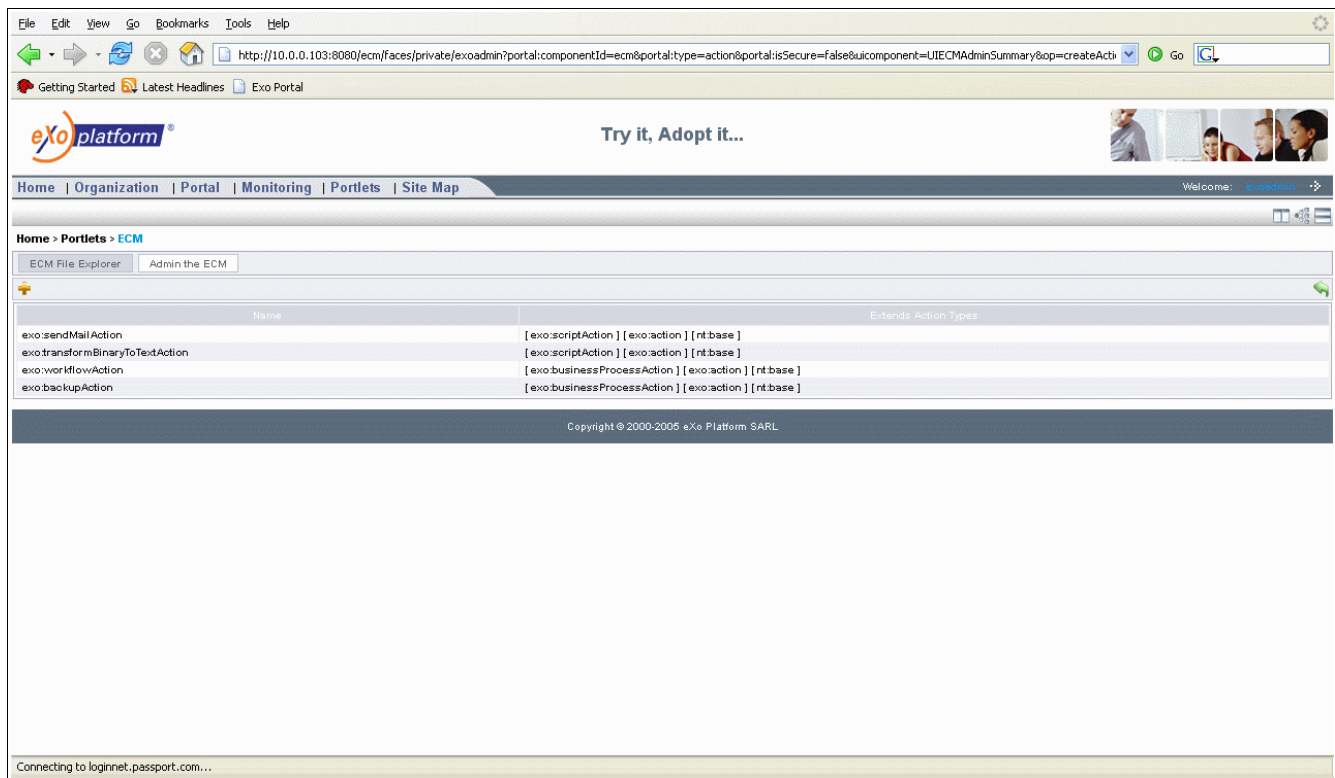 File Edit View Go Bookmarks Tools Help
http://10.0.0.103:8080/ecm/faces/private/exoadmin?portal:componentId=ecm&portal:type=action&portal:isSecure=false&uicomponent=UIECMAdminSummary&op=createActi Go G
Getting Started Latest Headlines Exo Portal
eXo platform ® Try it, Adopt it...
Home | Organization | Portal | Monitoring | Portlets | Site Map Welcome: exoadmin
Home > Portlets > ECM
ECM File Explorer Admin the ECM
Name Extends Action Types
exo:sendMailAction [ exo:scriptAction ] [ exo:action ] [ nt:base ]
exo:transformBinaryToTextAction [ exo:scriptAction ] [ exo:action ] [ nt:base ]
exo:workflowAction [ exo:businessProcessAction ] [ exo:action ] [ nt:base ]
exo:backupAction [ exo:businessProcessAction ] [ exo:action ] [ nt:base ]
Copyright © 2000-2005 eXo Platform SARL
Connecting to loginnet.passport.com...